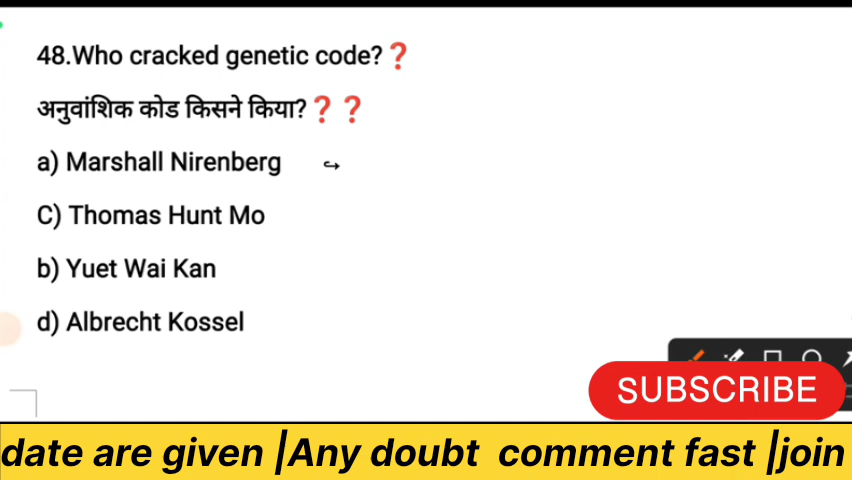 48.Who cracked genetic code?❓
अनुवांशिक कोड किसने किया?❓❓
a) Marshall Nirenberg
C) Thomas Hunt Mo
b) Yuet Wai Kan
d) Albrecht Kossel
SUBSCRIBE
date are given |Any doubt comment fast |join